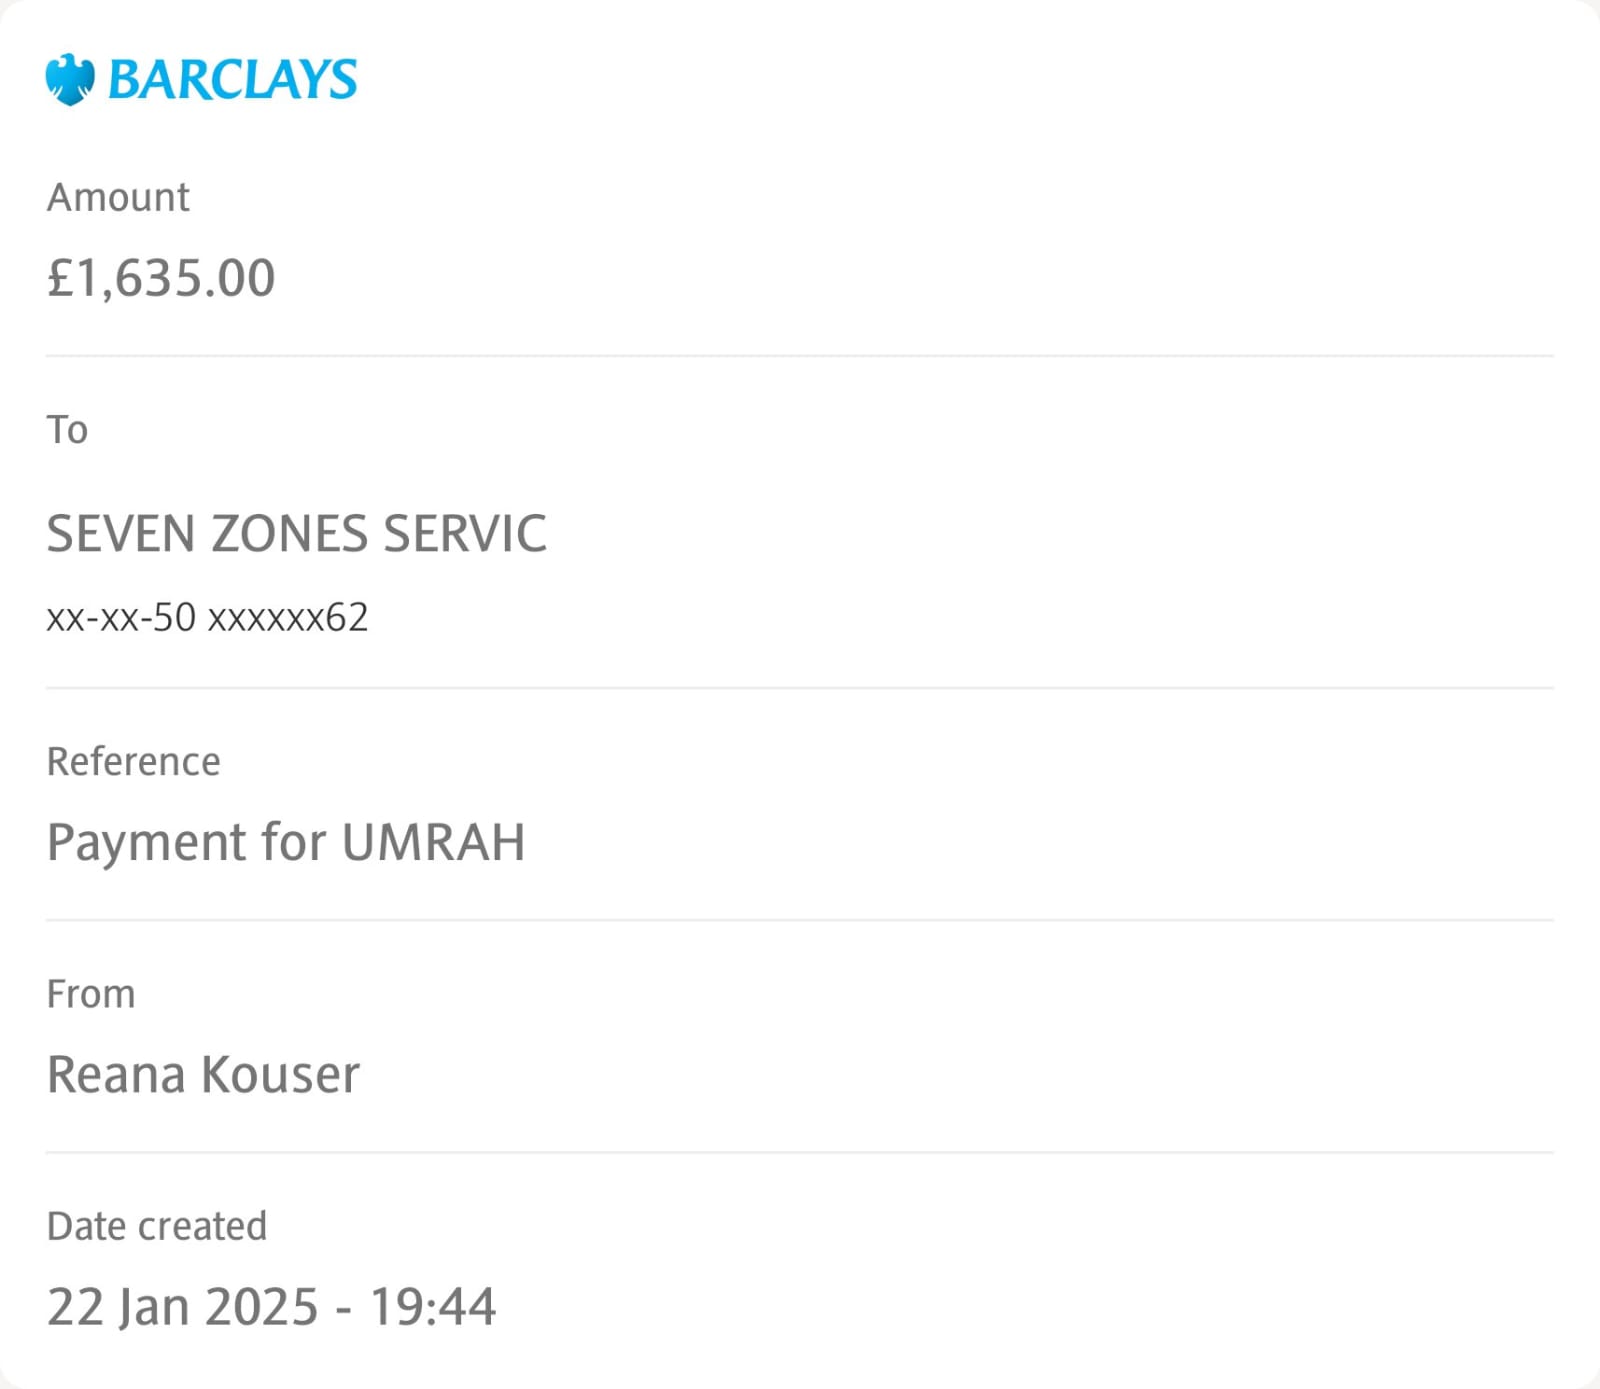 BARCLAYS
Amount
£1,635.00
To
SEVEN ZONES SERVIC
xx-xx-50 xxxxxx62
Reference
Payment for UMRAH
From
Reana Kouser
Date created
22 Jan 2025 - 19:44